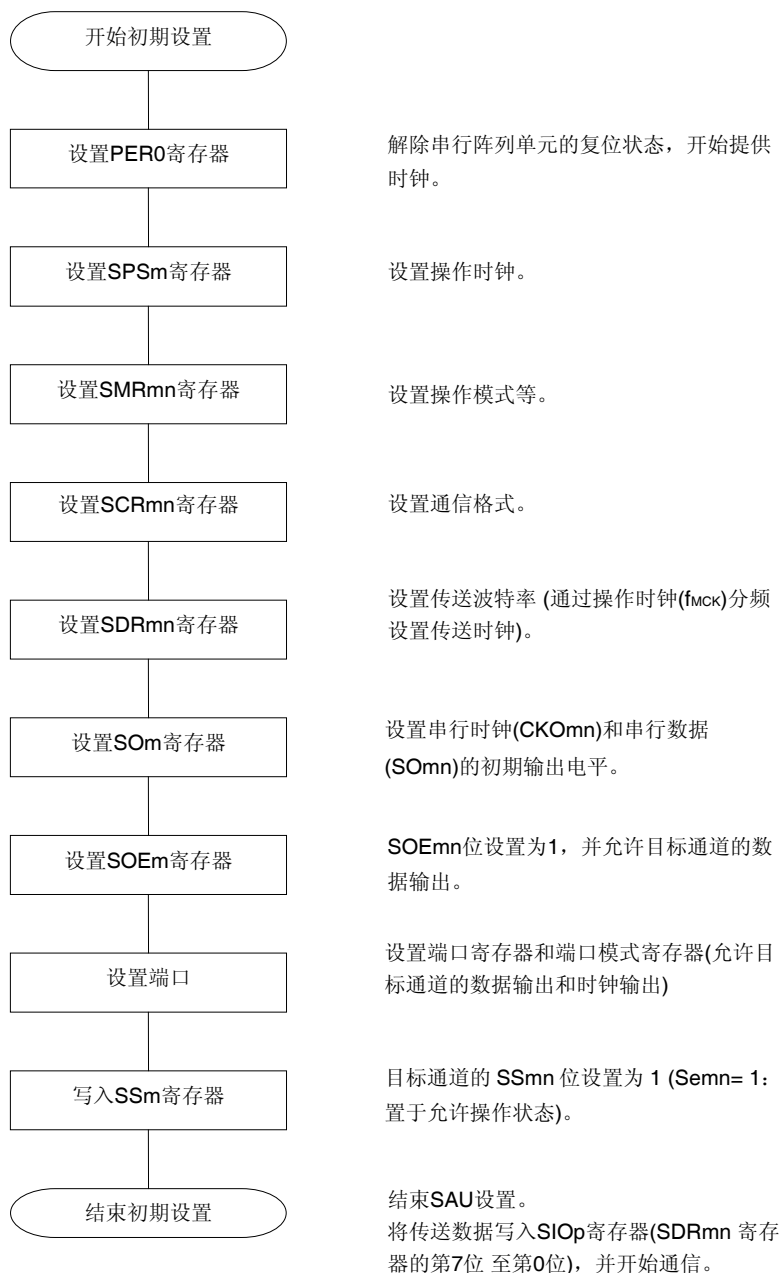 开始初期设置
设置PER0寄存器
解除串行阵列单元的复位状态，开始提供
时钟。
设置SPSm寄存器
设置操作时钟。
设置SMRmn寄存器
设置操作模式等。
设置SCRmn寄存器
设置通信格式。
设置SDRmn寄存器
设置传送波特率 (通过操作时钟(fMCK)分频
设置传送时钟)。
设置SOm寄存器
设置串行时钟(CKOmn)和串行数据
(SOmn)的初期输出电平。
设置SOEm寄存器
SOEmn位设置为1，并允许目标通道的数
据输出。
设置端口
设置端口寄存器和端口模式寄存器(允许目
标通道的数据输出和时钟输出)
写入SSm寄存器
目标通道的 SSmn 位设置为 1 (Semn= 1：
置于允许操作状态)。
结束初期设置
结束SAU设置。
将传送数据写入SIOp寄存器(SDRmn 寄存
器的第7位 至第0位)，并开始通信。